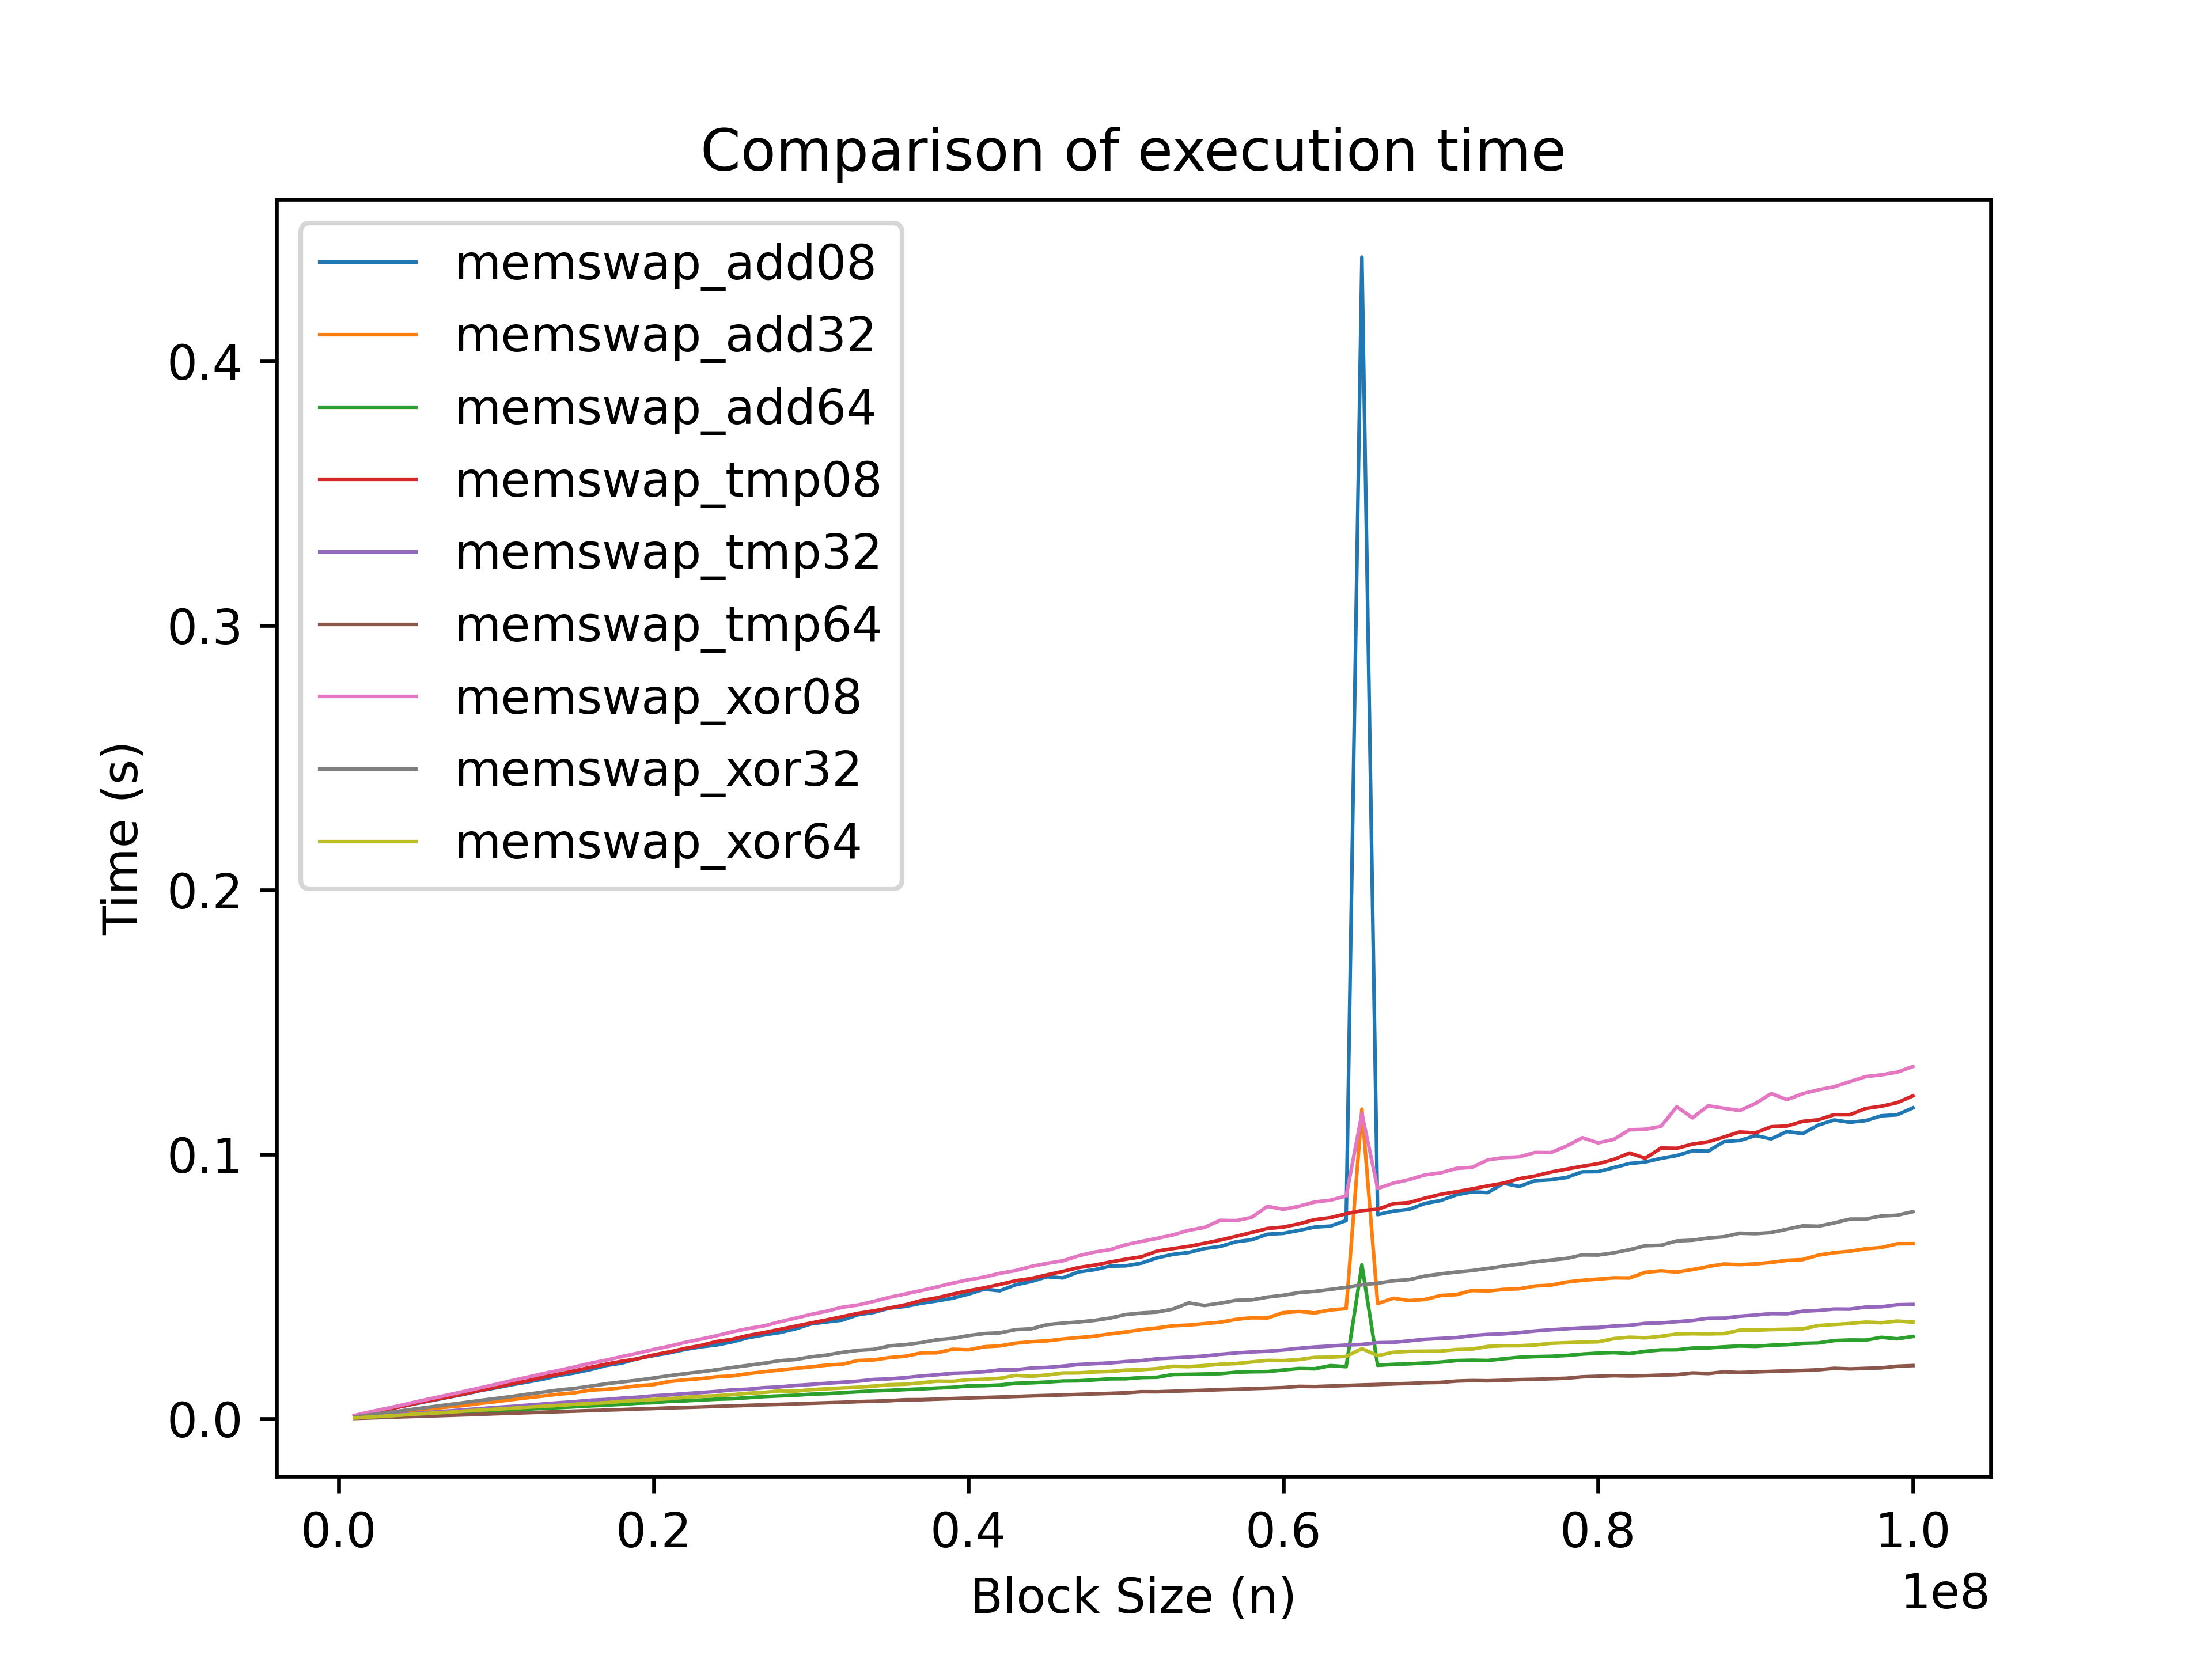 Comparison of execution time
memswap_add08
memswap_add32
memswap_add64
memswap_tmp08
memswap_tmp32
memswap_tmp64
memswap_xor08
memswap_xor32
memswap_xor64
0.4
0.3
0.2
0.1
0.0
Time (s)
0.0 0.2 0.4 0.6 0.8 1.0
Block Size (n)
1e8